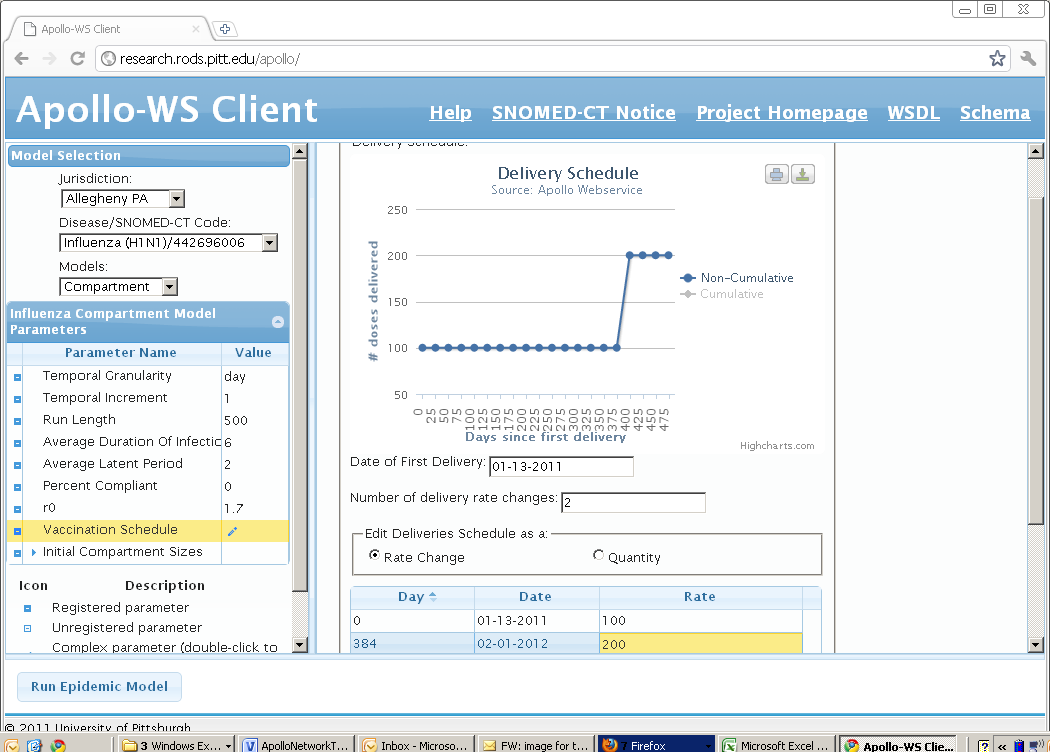 Apollo-WS Client
research.rods.pitt.edu/apollo/
Apollo-WS Client
Help SNOMED-CT Notice Project Homepage WSDL Schema
Model Selection
Jurisdiction:
Allegheny PA
Disease/SNOMED-CT Code:
Influenza (H1N1)/442696006
Models:
Compartment
Influenza Compartment Model
Parameters
Parameter Name Value
Temporal Granularity day
Temporal Increment 1
Run Length 500
Average Duration Of Infectio 6
Average Latent Period 2
Percent Compliant 0
r0 1.7
Vaccination Schedule
Initial Compartment Sizes
Icon Description
Registered parameter
Unregistered parameter
Complex parameter (double-click to
Run Epidemic Model
Delivery Schedule:
Delivery Schedule
Source: Apollo Webservice
# doses delivered
250
200
150
100
50
0 25 50 75 100 125 150 175 200 225 250 275 300 325 350 375 400 425 450 475
Days since first delivery
Non-Cumulative
Cumulative
Highcharts.com
Date of First Delivery: 01-13-2011
Number of delivery rate changes: 2
Edit Deliveries Schedule as a:
Rate Change Quantity
Day Date Rate
0 01-13-2011 100
384 02-01-2012 200
© 2011 University of Pittsburgh
3 Windows Ex... ApolloNetworkT... Inbox - Microso... FW: image for t... 7 Firefox Microsoft Excel ... Apollo-WS Clie...